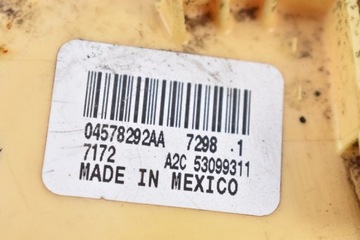 04578292AA 7298 .1
7172 A2C 53099311
MADE IN MEXICO